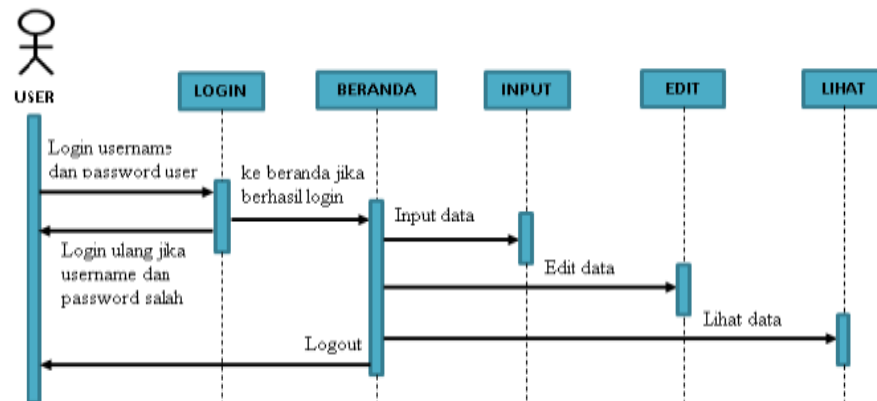 USER
LOGIN
BERANDA
INPUT
EDIT
LIHAT
Login username
dan password user
ke beranda jika
berhasil login
Login ulang jika
username dan
password salah
Input data
Edit data
Lihat data
Logout